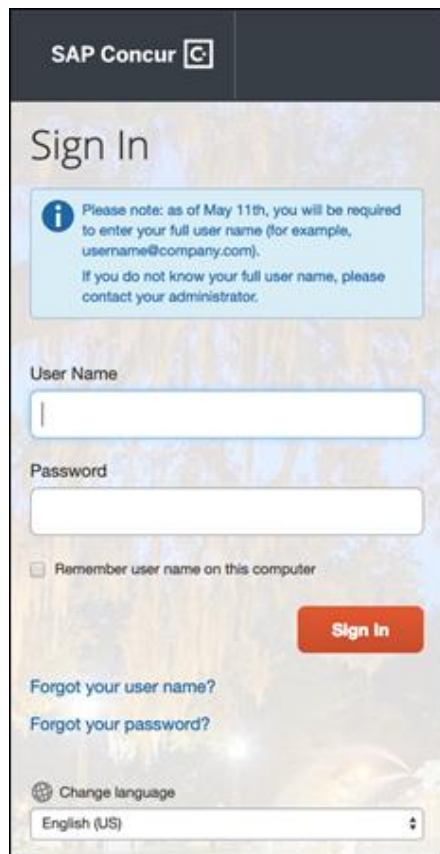 SAP Concur C
Sign In
Please note: as of May 11th, you will be required
to enter your full user name (for example,
username@company.com).
If you do not know your full user name, please
contact your administrator.
User Name
Password
Remember user name on this computer
Sign In
Forgot your user name?
Forgot your password?
Change language
English (US)